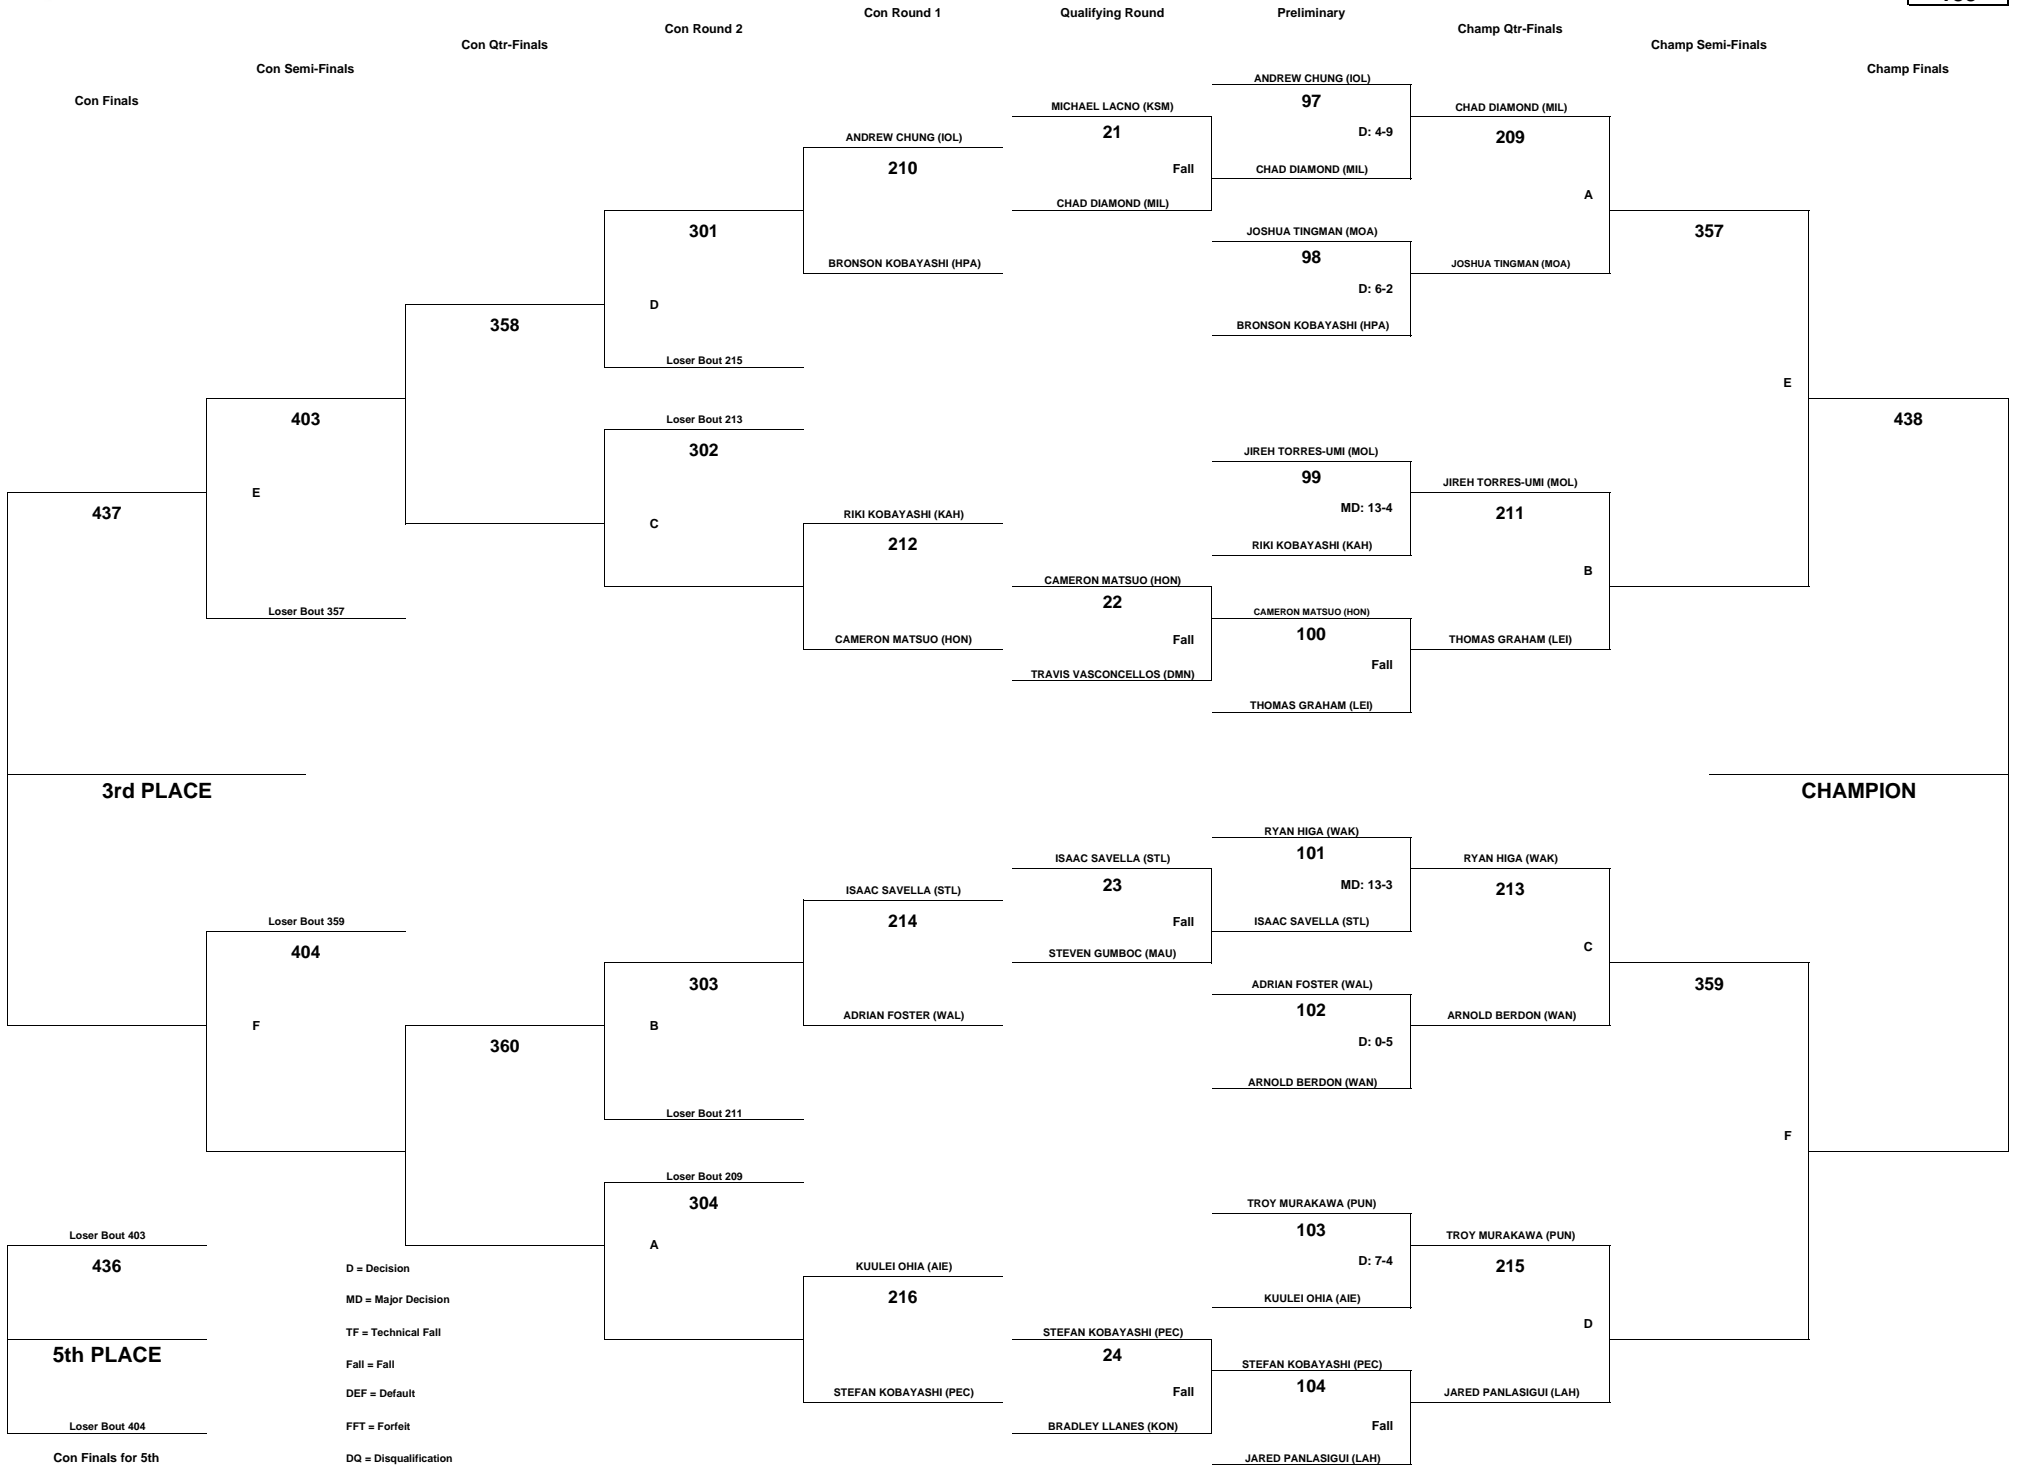 Con Round 1
Qualifying Round
Preliminary
Con Round 2
Champ Qtr-Finals
Con Qtr-Finals
Champ Semi-Finals
Con Semi-Finals
Champ Finals
Con Finals
ANDREW CHUNG (IOL)
97
D: 4-9
CHAD DIAMOND (MIL)
MICHAEL LACNO (KSM)
21
Fall
CHAD DIAMOND (MIL)
CHAD DIAMOND (MIL)
209
A
JOSHUA TINGMAN (MOA)
ANDREW CHUNG (IOL)
210
BRONSON KOBAYASHI (HPA)
JOSHUA TINGMAN (MOA)
98
D: 6-2
BRONSON KOBAYASHI (HPA)
301
D
Loser Bout 215
357
E
358
Loser Bout 213
302
C
403
E
Loser Bout 357
438
437
JIREH TORRES-UMI (MOL)
99
MD: 13-4
RIKI KOBAYASHI (KAH)
JIREH TORRES-UMI (MOL)
211
B
THOMAS GRAHAM (LEI)
RIKI KOBAYASHI (KAH)
212
CAMERON MATSUO (HON)
CAMERON MATSUO (HON)
22
Fall
TRAVIS VASCONCELLOS (DMN)
CAMERON MATSUO (HON)
100
Fall
THOMAS GRAHAM (LEI)
3rd PLACE
CHAMPION
RYAN HIGA (WAK)
101
MD: 13-3
ISAAC SAVELLA (STL)
ISAAC SAVELLA (STL)
23
Fall
STEVEN GUMBOC (MAU)
RYAN HIGA (WAK)
213
C
ARNOLD BERDON (WAN)
ISAAC SAVELLA (STL)
214
ADRIAN FOSTER (WAL)
Loser Bout 359
404
F
303
B
Loser Bout 211
ADRIAN FOSTER (WAL)
102
D: 0-5
ARNOLD BERDON (WAN)
359
F
360
Loser Bout 209
304
A
TROY MURAKAWA (PUN)
103
D: 7-4
KUULEI OHIA (AIE)
TROY MURAKAWA (PUN)
215
D
JARED PANLASIGUI (LAH)
KUULEI OHIA (AIE)
216
STEFAN KOBAYASHI (PEC)
STEFAN KOBAYASHI (PEC)
24
Fall
BRADLEY LLANES (KON)
STEFAN KOBAYASHI (PEC)
104
Fall
JARED PANLASIGUI (LAH)
Loser Bout 403
436
5th PLACE
Loser Bout 404
Con Finals for 5th
D = Decision
MD = Major Decision
TF = Technical Fall
Fall = Fall
DEF = Default
FFT = Forfeit
DQ = Disqualification